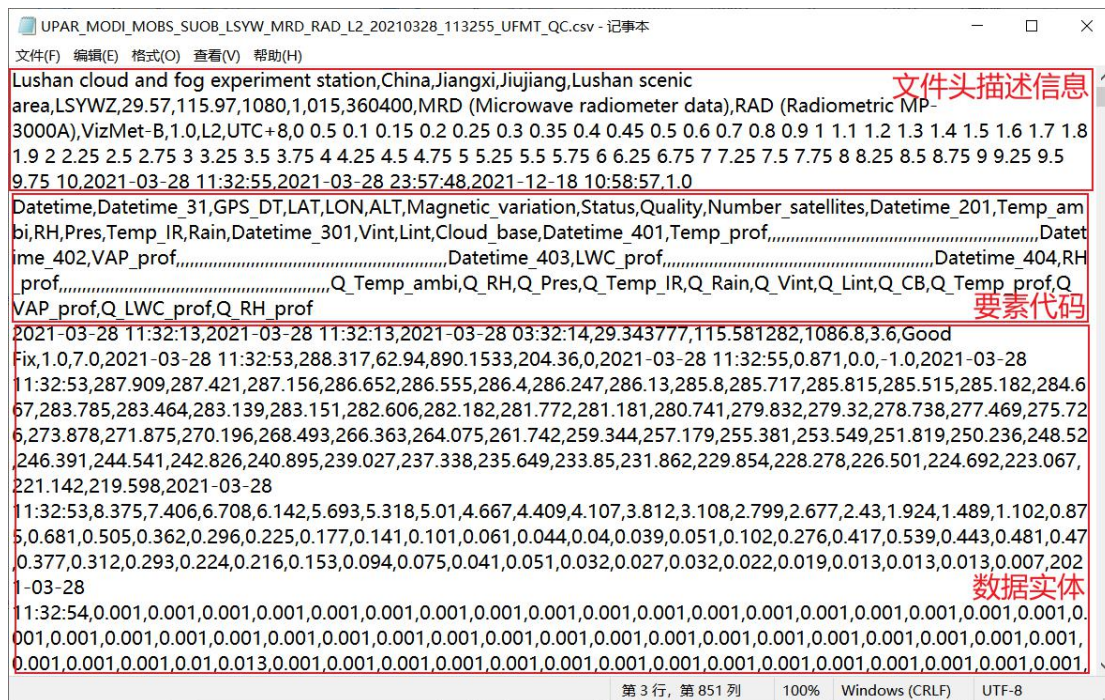 UPAR_MODI_MOBS_SUOB_LSYW_MRD_RAD_L2_20210328_113255_UFMT_QC.csv - 记事本
文件(F) 编辑(E) 格式(O) 查看(V) 帮助(H)
Lushan cloud and fog experiment station,China,Jiangxi,Jiujiang,Lushan scenic
文件头描述信息
area,LSYWZ,29.57,115.97,1080,1,015,360400,MRD (Microwave radiometer data),RAD (Radiometric MP-
3000A),VizMet-B,1.0,L2,UTC+8,0 0.5 0.1 0.15 0.2 0.25 0.3 0.35 0.4 0.45 0.5 0.6 0.7 0.8 0.9 1 1.1 1.2 1.3 1.4 1.5 1.6 1.7 1.8
1.9 2 2.25 2.5 2.75 3 3.25 3.5 3.75 4 4.25 4.5 4.75 5 5.25 5.5 5.75 6 6.25 6.75 7 7.25 7.5 7.75 8 8.25 8.5 8.75 9 9.25 9.5
9.75 10,2021-03-28 11:32:55,2021-03-28 23:57:48,2021-12-18 10:58:57,1.0
Datetime,Datetime_31,GPS_DT,LAT,LON,ALT,Magnetic_variation,Status,Quality,Number_satellites,Datetime_201,Temp_am
bi,RH,Pres,Temp_IR,Rain,Datetime_301,Vint,Lint,Cloud_base,Datetime_401,Temp_prof,,,,,,,,,,,,,,,,,,,,,,,,,,,,,,,,,,,,,,,,,,,,,,,,,,,,,,,,,,Datet
ime_402,VAP_prof,,,,,,,,,,,,,,,,,,,,,,,,,,,,,,,,,,,,,,,,,,,,,,,,,,,,,,,,,,Datetime_403,LWC_prof,,,,,,,,,,,,,,,,,,,,,,,,,,,,,,,,,,,,,,,,,,,,,,,,,,,,,,,,,,Datetime_404,RH
_prof,,,,,,,,,,,,,,,,,,,,,,,,,,,,,,,,,,,,,,,,,,,,,,,,,,,,,,,,,,Q_Temp_ambi,Q_RH,Q_Pres,Q_Temp_IR,Q_Rain,Q_Vint,Q_Lint,Q_CB,Q_Temp_prof,Q_
VAP_prof,Q_LWC_prof,Q_RH_prof
要素代码
2021-03-28 11:32:13,2021-03-28 11:32:13,2021-03-28 03:32:14,29.343777,115.581282,1086.8,3.6,Good
Fix,1.0,7.0,2021-03-28 11:32:53,288.317,62.94,890.1533,204.36,0,2021-03-28 11:32:55,0.871,0.0,-1.0,2021-03-28
11:32:53,287.909,287.421,287.156,286.652,286.555,286.4,286.247,286.13,285.8,285.717,285.815,285.515,285.182,284.6
67,283.785,283.464,283.139,283.151,282.606,282.182,281.772,281.181,280.741,279.832,279.32,278.738,277.469,275.72
6,273.878,271.875,270.196,268.493,266.363,264.075,261.742,259.344,257.179,255.381,253.549,251.819,250.236,248.52
,246.391,244.541,242.826,240.895,239.027,237.338,235.649,233.85,231.862,229.854,228.278,226.501,224.692,223.067,
221.142,219.598,2021-03-28
11:32:53,8.375,7.406,6.708,6.142,5.693,5.318,5.01,4.667,4.409,4.107,3.812,3.108,2.799,2.677,2.43,1.924,1.489,1.102,0.87
5,0.681,0.505,0.362,0.296,0.225,0.177,0.141,0.101,0.061,0.044,0.04,0.039,0.051,0.102,0.276,0.417,0.539,0.443,0.481,0.47
,0.377,0.312,0.293,0.224,0.216,0.153,0.094,0.075,0.041,0.051,0.032,0.027,0.032,0.022,0.019,0.013,0.013,0.013,0.007,202
1-03-28
数据实体
11:32:54,0.001,0.001,0.001,0.001,0.001,0.001,0.001,0.001,0.001,0.001,0.001,0.001,0.001,0.001,0.001,0.001,0.001,0.001,0.
001,0.001,0.001,0.001,0.001,0.001,0.001,0.001,0.001,0.001,0.001,0.001,0.001,0.001,0.001,0.001,0.001,0.001,0.001,
0.001,0.001,0.001,0.01,0.013,0.001,0.001,0.001,0.001,0.001,0.001,0.001,0.001,0.001,0.001,0.001,0.001,0.001,0.001,
第 3 行，第 851 列
100%
Windows (CRLF)
UTF-8